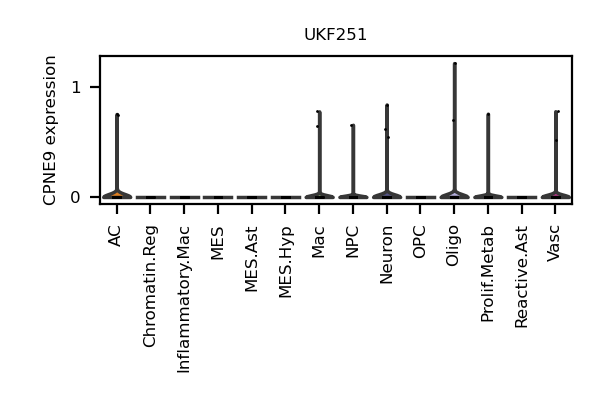 UKF251
CPNE9 expression
1
0
AC
Chromatin.Reg
Inflammatory.Mac
MES
MES.Ast
MES.Hyp
Mac
NPC
Neuron
OPC
Oligo
Prolif.Metab
Reactive.Ast
Vasc